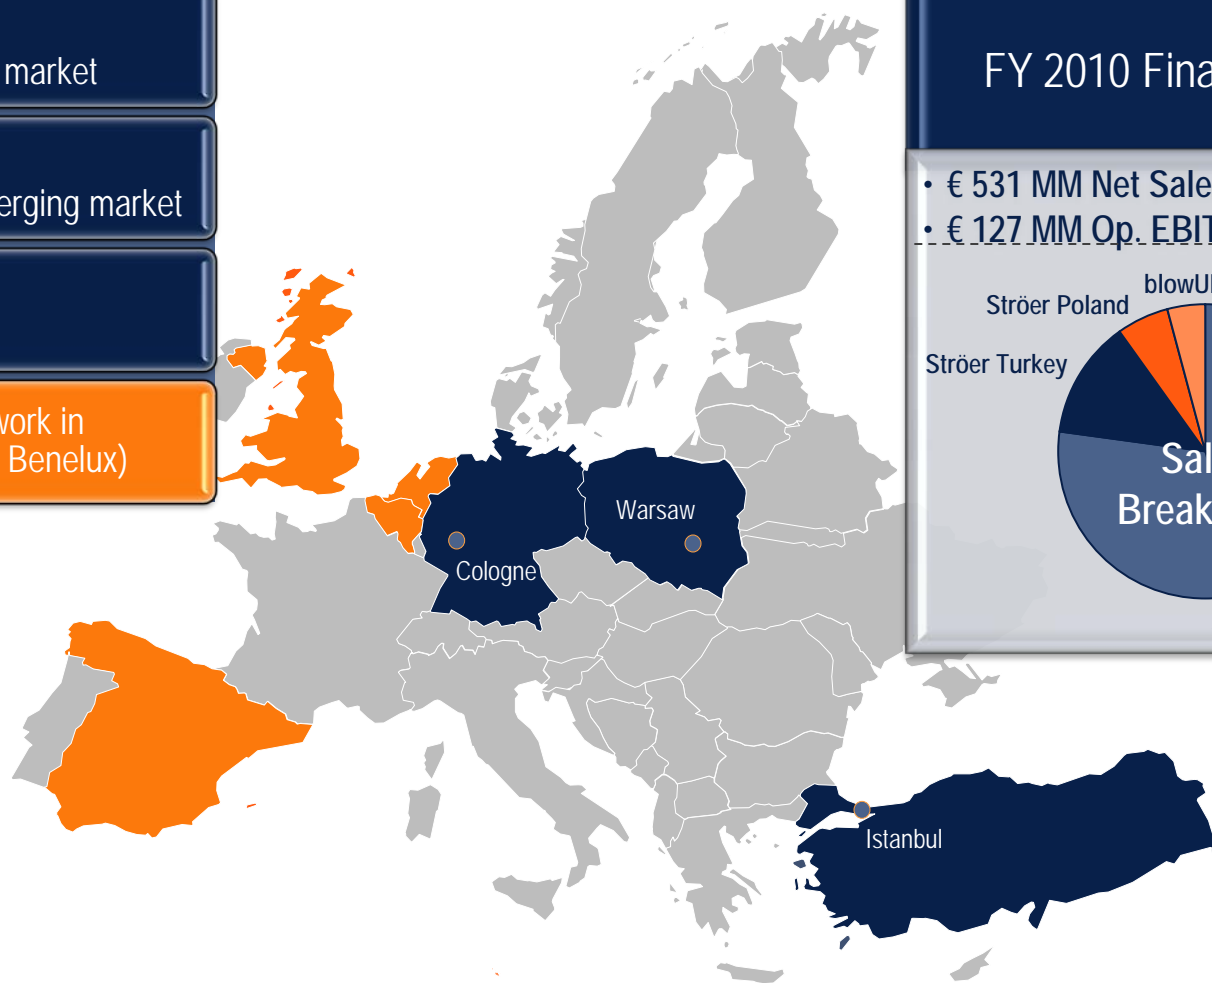 market
erging market
work in
Benelux)
FY 2010 Fina
• € 531 MM Net Sale
• € 127 MM Op. EBIT
blowU
Ströer Poland
Ströer Turkey
Sal
Break
Warsaw
Cologne
Istanbul